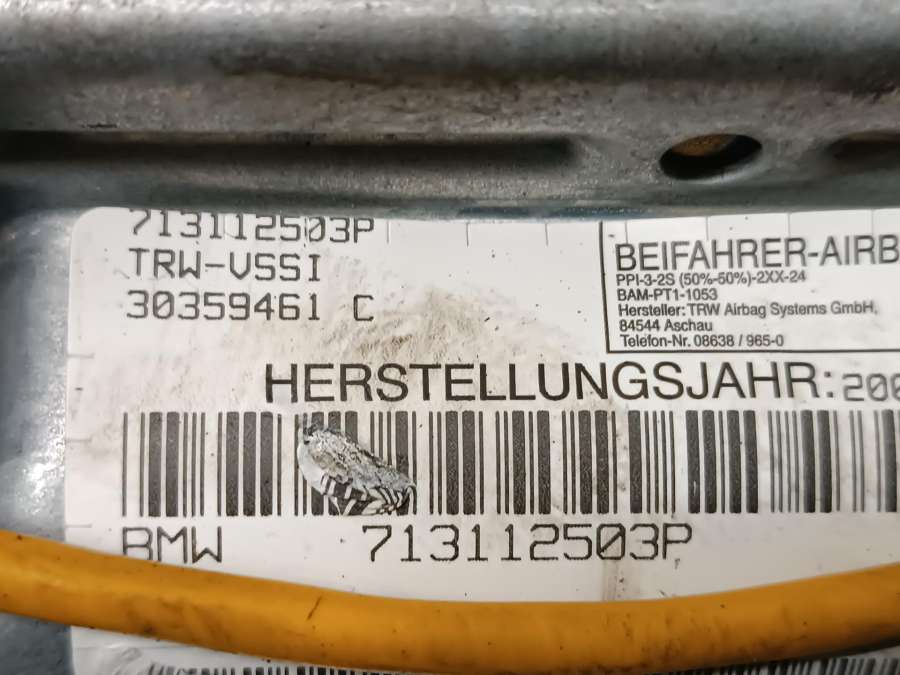 713112503P
TRW-VSSI
30359461 C
BEIFAHRER-AIRB
PPI-3-2S (50%-50%)-2XX-24
BAM-PT1-1053
Hersteller: TRW Airbag Systems GmbH,
84544 Aschau
Telefon-Nr. 08638 / 965-0
HERSTELLUNGSJAHR:200
BMW 713112503P